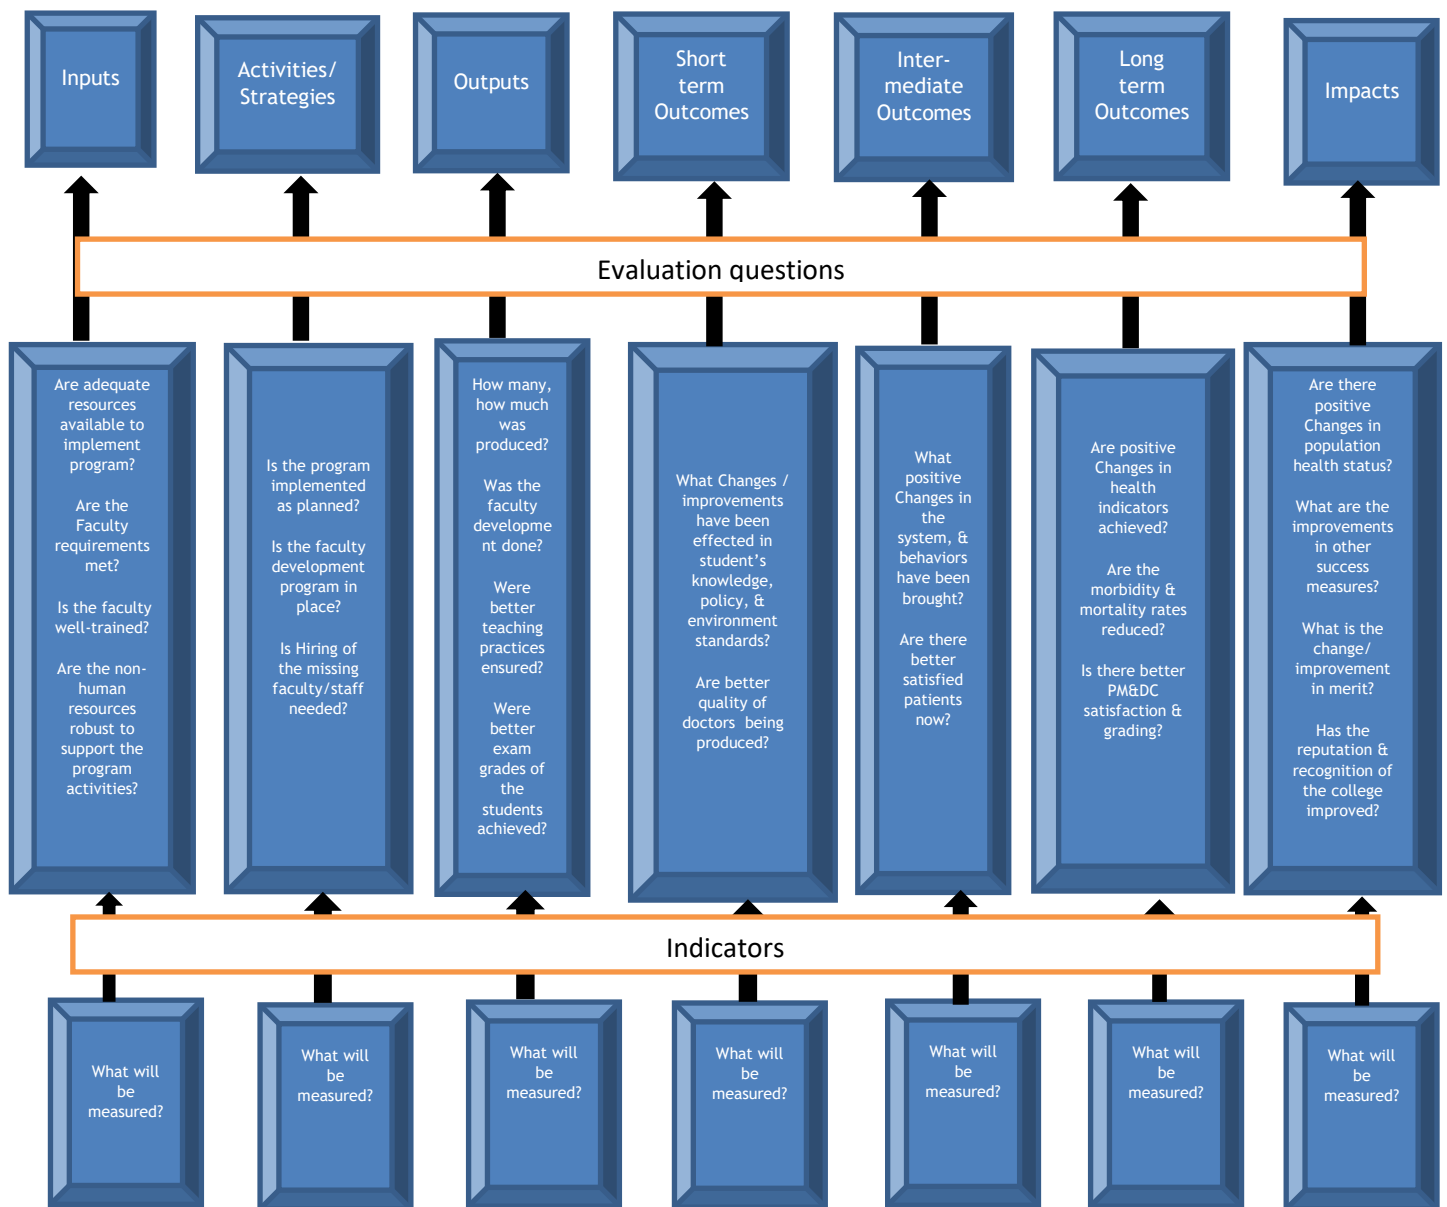 Inputs
Activities/
Strategies
Outputs
Short
term
Outcomes
Inter-
mediate
Outcomes
Long
term
Outcomes
Impacts
Evaluation questions
Are adequate
resources
available to
implement
program?
Are the
Faculty
requirements
met?
Is the faculty
well-trained?
Are the non-
human
resources
robust to
support the
program
activities?
Is the program
implemented
as planned?
Is the faculty
development
program in
place?
Is Hiring of
the missing
faculty/staff
needed?
How many,
how much
was
produced?
Was the
faculty
developme
nt done?
Were
better
teaching
practices
ensured?
Were
better
exam
grades of
the
students
achieved?
What Changes /
improvements
have been
effected in
student’s
knowledge,
policy, &
environment
standards?
Are better
quality of
doctors being
produced?
What
positive
Changes in
the
system, &
behaviors
have been
brought?
Are there
better
satisfied
patients
now?
Are positive
Changes in
health
indicators
achieved?
Are the
morbidity &
mortality rates
reduced?
Is there better
PM&DC
satisfaction &
grading?
Are there
positive
Changes in
population
health status?
What are the
improvements
in other
success
measures?
What is the
change/
improvement
in merit?
Has the
reputation &
recognition of
the college
improved?
Indicators
What will
be
measured?
What will
be
measured?
What will
be
measured?
What will
be
measured?
What will
be
measured?
What will
be
measured?
What will
be
measured?